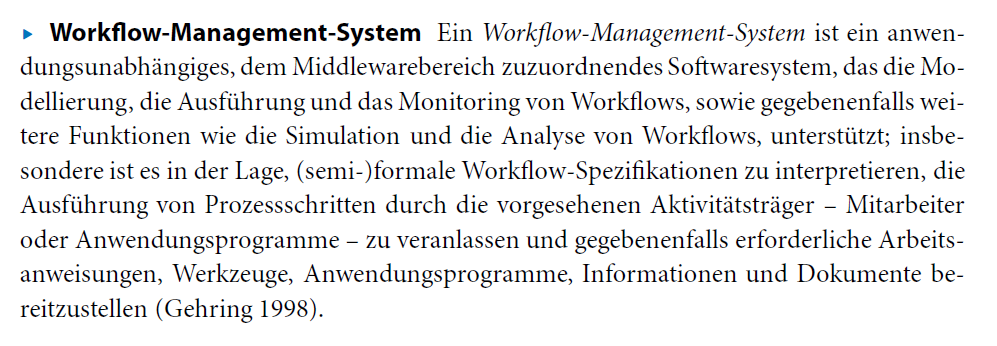 ▸ Workflow-Management-System Ein Workflow-Management-System ist ein anwen-
dungsunabhängiges, dem Middlewarebereich zuzuordnendes Softwaresystem, das die Mo-
dellierung, die Ausführung und das Monitoring von Workflows, sowie gegebenenfalls wei-
tere Funktionen wie die Simulation und die Analyse von Workflows, unterstützt; insbe-
sondere ist es in der Lage, (semi-)formale Workflow-Spezifikationen zu interpretieren, die
Ausführung von Prozessschritten durch die vorgesehenen Aktivitätsträger – Mitarbeiter
oder Anwendungsprogramme – zu veranlassen und gegebenenfalls erforderliche Arbeits-
anweisungen, Werkzeuge, Anwendungsprogramme, Informationen und Dokumente be-
reitzustellen (Gehring 1998).